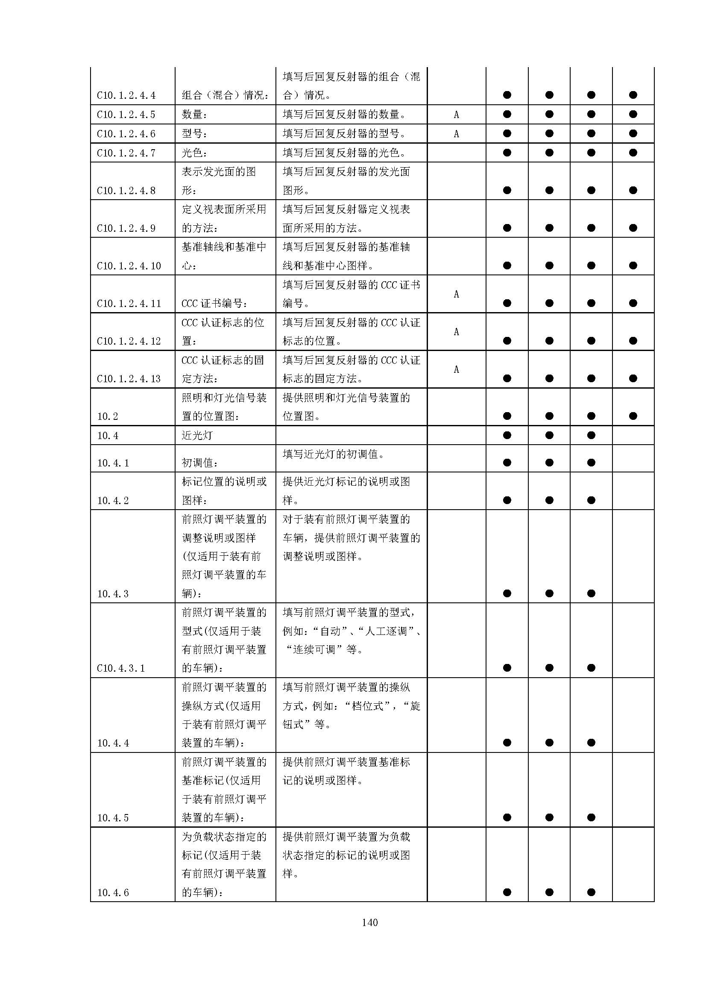 填写后回复反射器的组合（混
C10.1.2.4.4 组合（混合）情况： 合）情况。 ● ● ● ●
C10.1.2.4.5 数量： 填写后回复反射器的数量。 A ● ● ● ●
C10.1.2.4.6 型号： 填写后回复反射器的型号。 A ● ● ● ●
C10.1.2.4.7 光色： 填写后回复反射器的光色。 ● ● ● ●
表示发光面的图 填写后回复反射器的发光面
C10.1.2.4.8 形： 图形。 ● ● ● ●
定义视表面所采用 填写后回复反射器定义视表
C10.1.2.4.9 的方法： 面所采用的方法。 ● ● ● ●
基准轴线和基准中 填写后回复反射器的基准轴
C10.1.2.4.10 心： 线和基准中心图样。 ● ● ● ●
填写后回复反射器的 CCC 证书 A
C10.1.2.4.11 CCC 证书编号： 编号。 ● ● ● ●
CCC 认证标志的位 填写后回复反射器的 CCC 认证 A
C10.1.2.4.12 置： 标志的位置。 ● ● ● ●
CCC 认证标志的固 填写后回复反射器的 CCC 认证 A
C10.1.2.4.13 定方法： 标志的固定方法。 ● ● ● ●
照明和灯光信号装 提供照明和灯光信号装置的
10.2 置的位置图： 位置图。 ● ● ● ●
10.4 近光灯 ● ● ●
填写近光灯的初调值。
10.4.1 初调值： ● ● ●
标记位置的说明或 提供近光灯标记的说明或图
10.4.2 图样： 样。 ● ● ●
前照灯调平装置的 对于装有前照灯调平装置的
调整说明或图样 车辆，提供前照灯调平装置的
(仅适用于装有前 调整说明或图样。
照灯调平装置的车
10.4.3 辆)： ● ● ●
前照灯调平装置的 填写前照灯调平装置的型式，
型式(仅适用于装 例如：“自动”、“人工逐调”、
有前照灯调平装置 “连续可调”等。
C10.4.3.1 的车辆)： ● ● ●
前照灯调平装置的 填写前照灯调平装置的操纵
操纵方式(仅适用 方式，例如：“档位式”，“旋
于装有前照灯调平 钮式”等。
10.4.4 装置的车辆)： ● ● ●
前照灯调平装置的 提供前照灯调平装置基准标
基准标记(仅适用 记的说明或图样。
于装有前照灯调平
10.4.5 装置的车辆)： ● ● ●
为负载状态指定的 提供前照灯调平装置为负载
标记(仅适用于装 状态指定的标记的说明或图
有前照灯调平装置 样。
10.4.6 的车辆)： ● ● ●
140